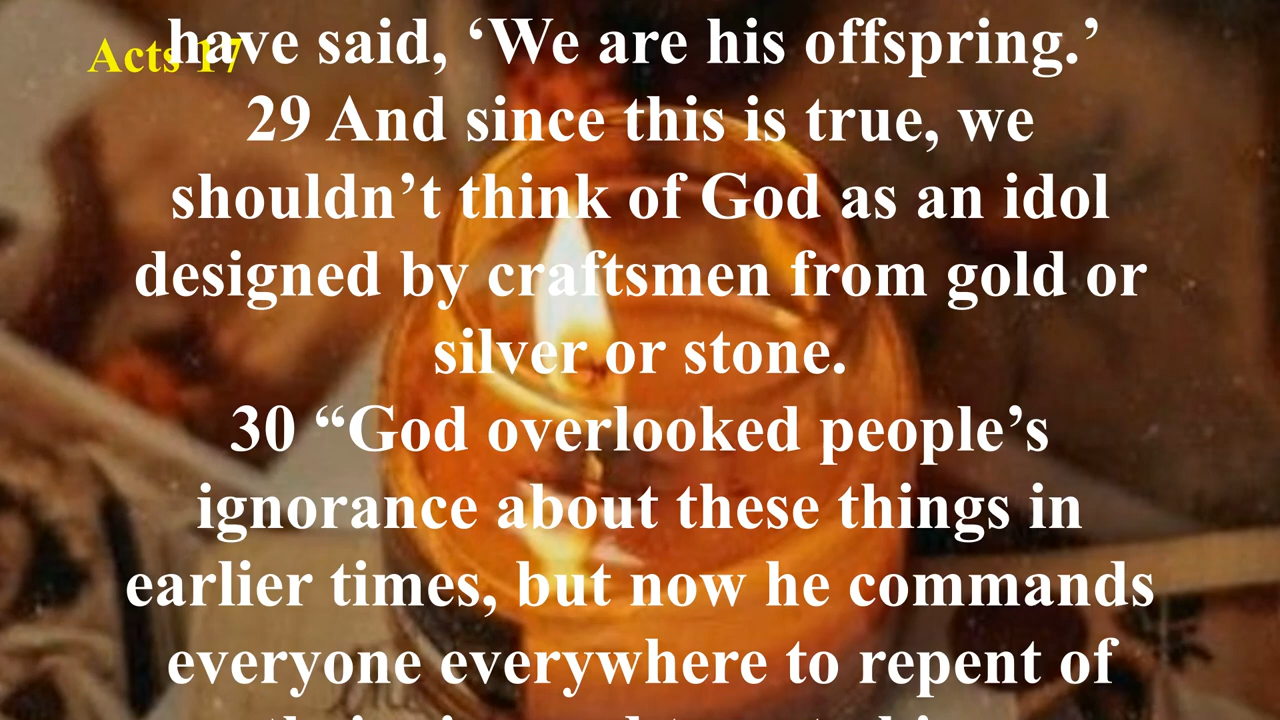 Acts 17
have said, ‘We are his offspring.’
29 And since this is true, we
shouldn’t think of God as an idol
designed by craftsmen from gold or
silver or stone.
30 “God overlooked people’s
ignorance about these things in
earlier times, but now he commands
everyone everywhere to repent of